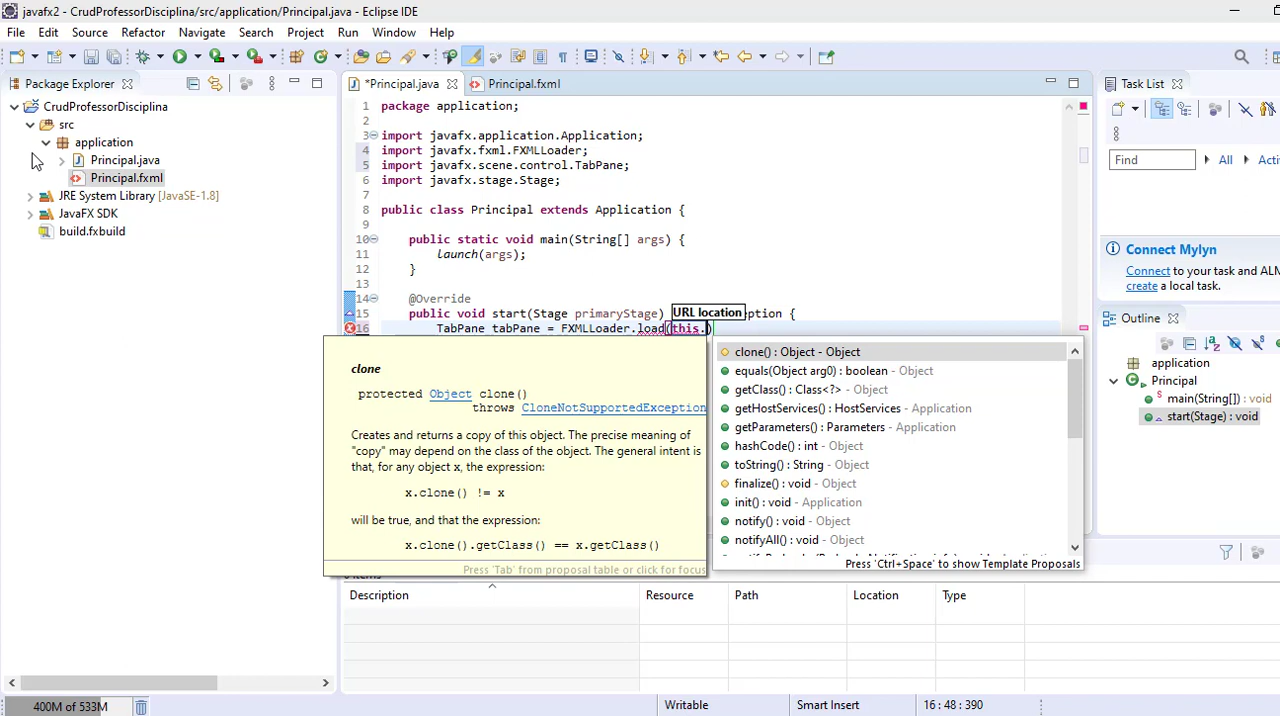 javafx2 - CrudProfessorDisciplina/src/application/Principal.java - Eclipse IDE
File Edit Source Refactor Navigate Search Project Run Window Help
Package Explorer
CrudProfessorDisciplina
src
application
Principal.java
Principal.fxml
JRE System Library [JavaSE-1.8]
JavaFX SDK
build.fxbuild
*Principal.java
Principal.fxml
1 package application;
2
3 import javafx.application.Application;
4 import javafx.fxml.FXMLLoader;
5 import javafx.scene.control.TabPane;
6 import javafx.stage.Stage;
7
8 public class Principal extends Application {
9
10 public static void main(String[] args) {
11 launch(args);
12 }
13
14 @Override
URL location
15 public void start(Stage primaryStage) eption {
16 TabPane tabPane = FXMLLoader.load(this.)
clone
protected Object clone()
throws CloneNotSupportedException
Creates and returns a copy of this object. The precise meaning of
"copy" may depend on the class of the object. The general intent is
that, for any object x, the expression:
x.clone() != x
will be true, and that the expression:
x.clone().getClass() == x.getClass()
Press 'Tab' from proposal table or click for focus
clone() : Object - Object
equals(Object arg0) : boolean - Object
getClass() : Class<?> - Object
getHostServices() : HostServices - Application
getParameters() : Parameters - Application
hashCode() : int - Object
toString() : String - Object
finalize() : void - Object
init() : void - Application
notify() : void - Object
notifyAll() : void - Object
Press 'Ctrl+Space' to show Template Proposals
Description Resource Path Location Type
Task List
Find All Acti
Connect Mylyn
Connect to your task and ALM
create a local task.
Outline
application
Principal
main(String[]) : void
start(Stage) : void
400M of 533M
Writable
Smart Insert
16 : 48 : 390